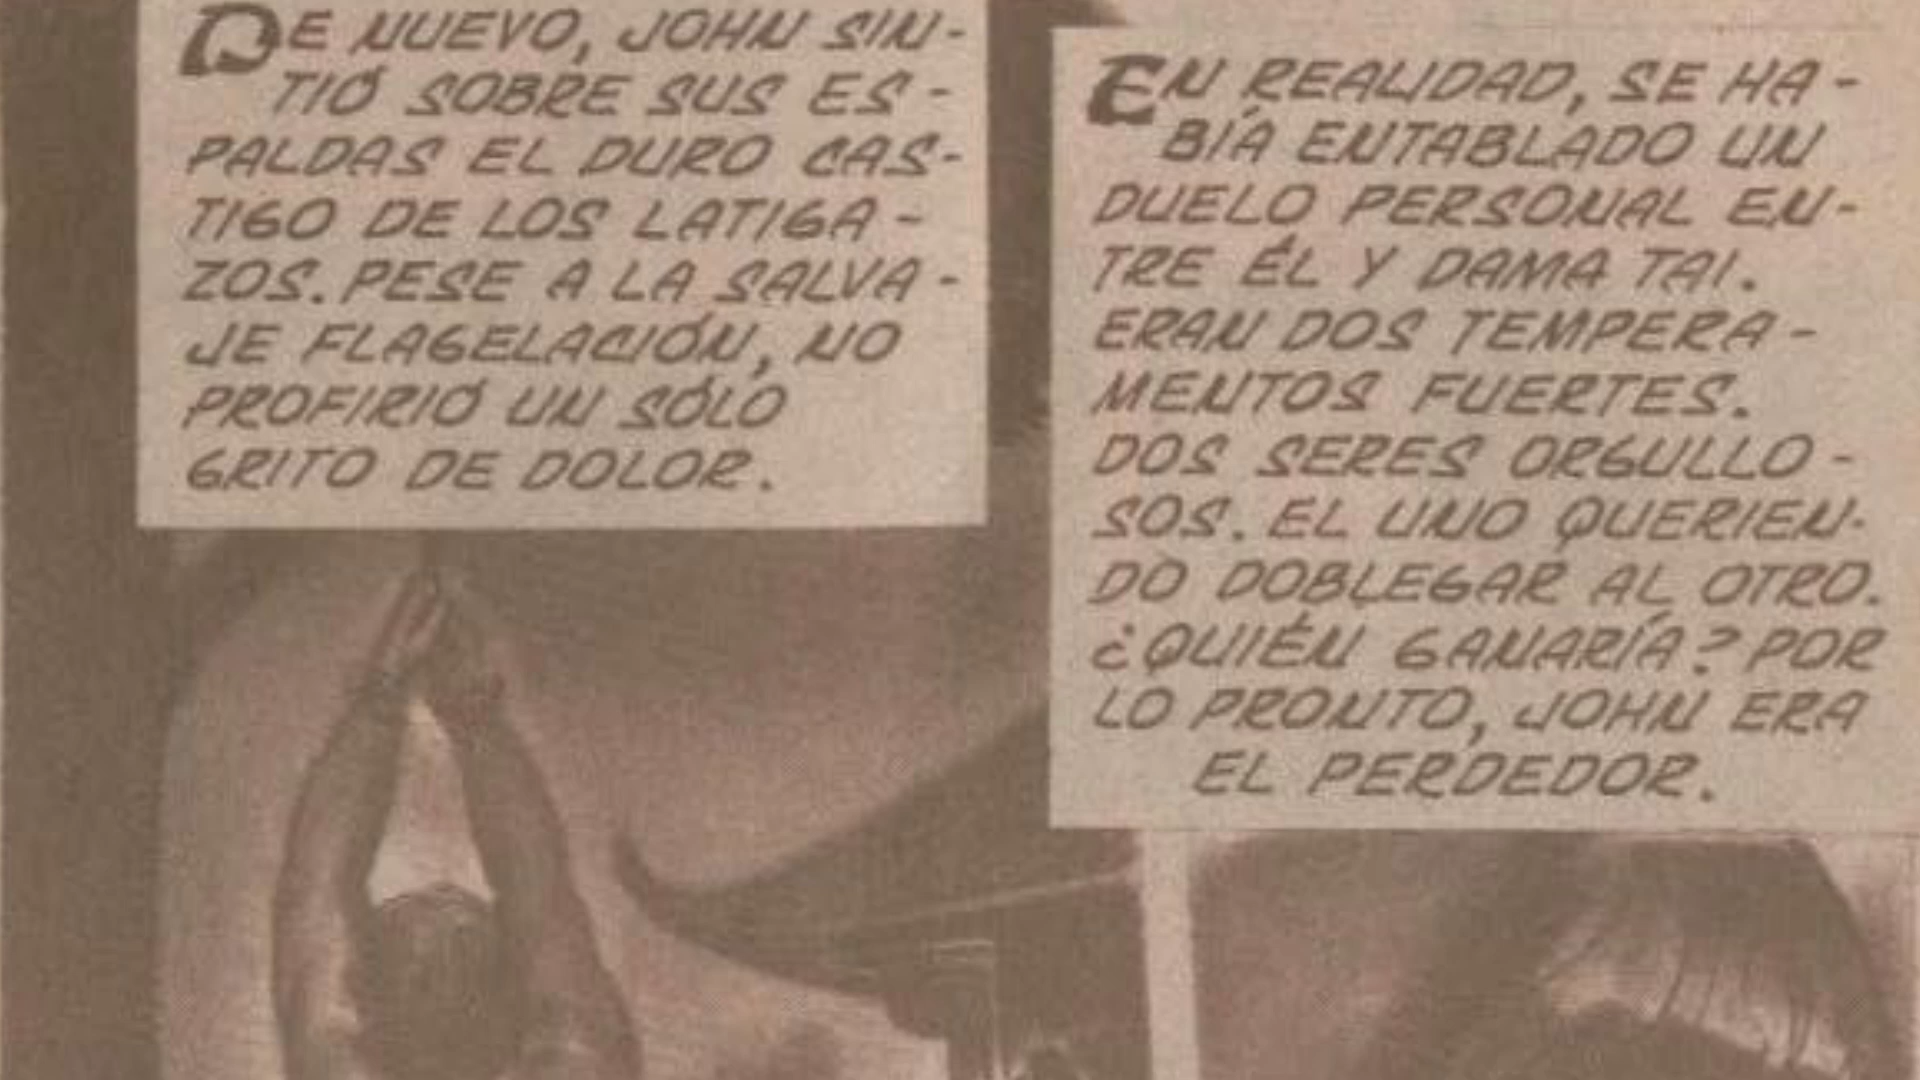 DE NUEVO, JOHN SIN-
TIÓ SOBRE SUS ES-
PALDAS EL DURO CAS-
TIGO DE LOS LATIGA-
ZOS. PESE A LA SALVA-
JE FLAGELACIÓN, NO
PROFIRIÓ UN SÓLO
GRITO DE DOLOR.
EN REALIDAD, SE HA-
BÍA ENTABLADO UN
DUELO PERSONAL EN-
TRE ÉL Y DAMA TAI.
ERAN DOS TEMPERA-
MENTOS FUERTES.
DOS SERES ORGULLO-
SOS. EL UNO QUERIEN-
DO DOBLEGAR AL OTRO.
¿QUIÉN GANARÍA? POR
LO PRONTO, JOHN ERA
EL PERDEDOR.